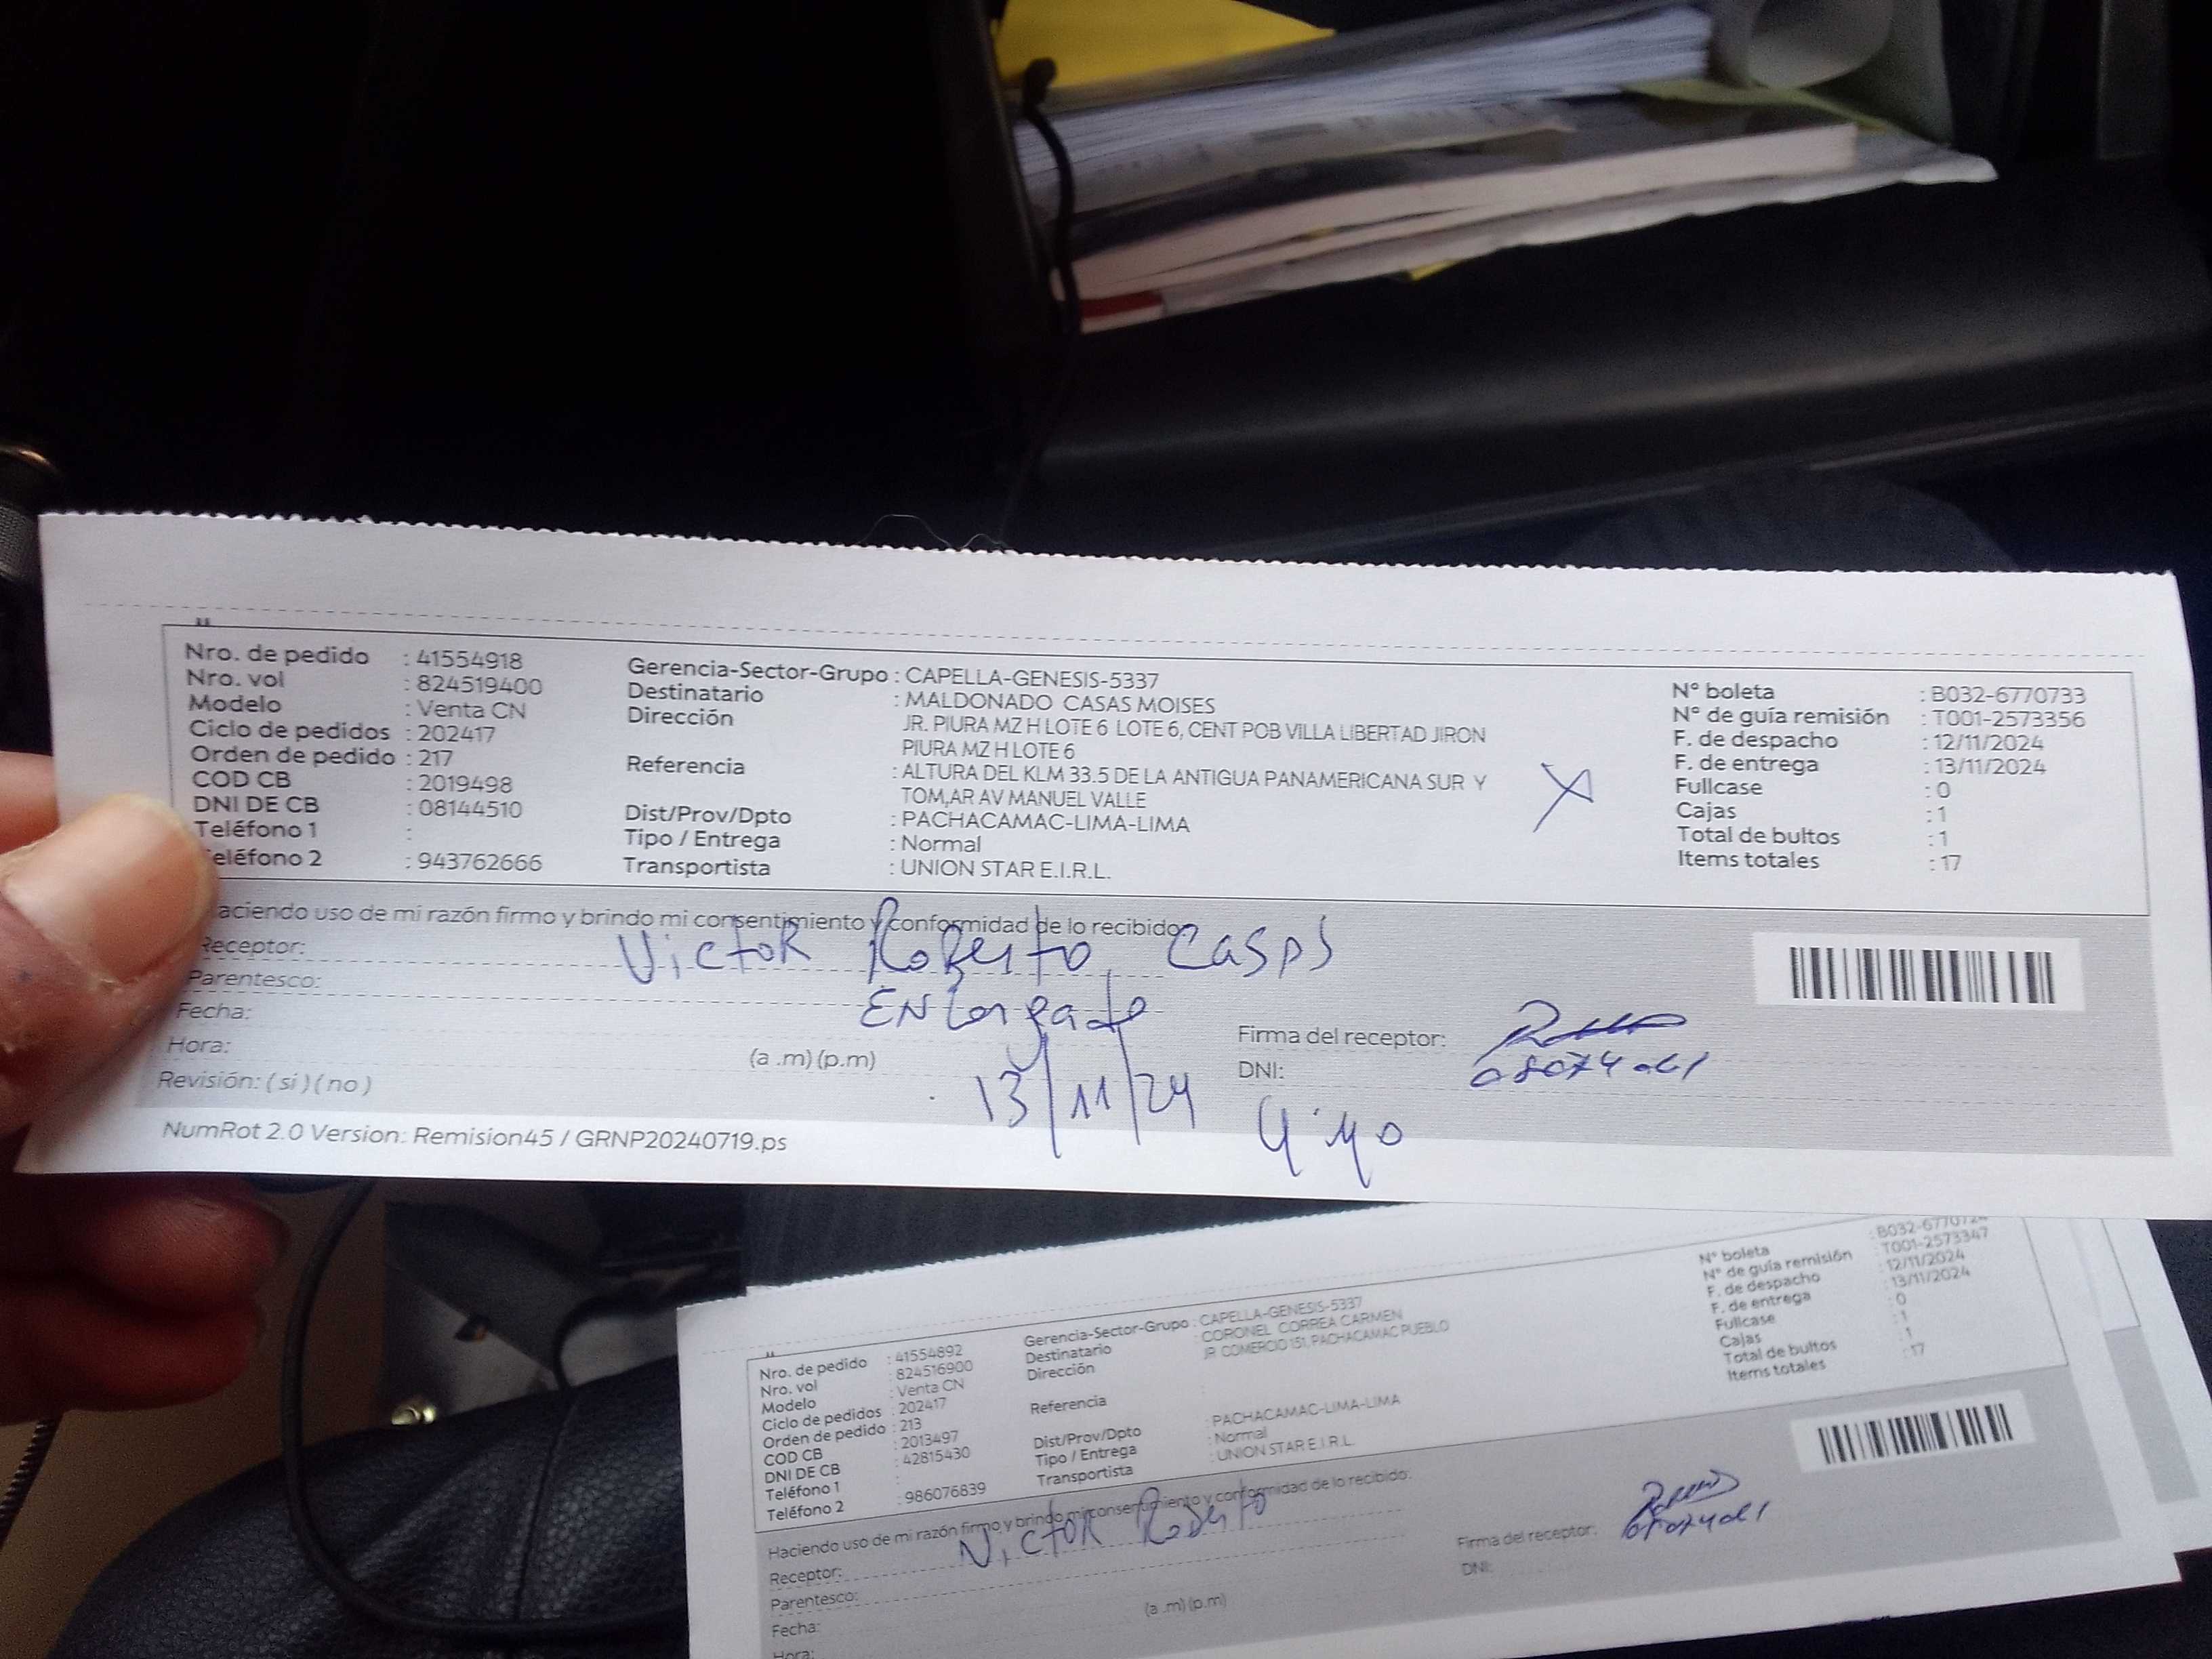 Nro. de pedido : 41554918
Nro. vol : 824519400
Modelo : Venta CN
Ciclo de pedidos : 202417
Orden de pedido : 217
COD CB : 2019498
DNI DE CB : 08144510
Teléfono 1 :
Teléfono 2 : 943762666
Gerencia-Sector-Grupo : CAPELLA-GENESIS-5337
Destinatario : MALDONADO CASAS MOISES
Dirección JR. PIURA MZ H LOTE 6 LOTE 6, CENT POB VILLA LIBERTAD JIRON
PIURA MZ H LOTE 6
Referencia : ALTURA DEL KLM 33.5 DE LA ANTIGUA PANAMERICANA SUR Y
TOM,AR AV MANUEL VALLE
Dist/Prov/Dpto : PACHACAMAC-LIMA-LIMA
Tipo / Entrega : Normal
Transportista : UNION STAR E.I.R.L.
X
N° boleta : B032-6770733
N° de guía remisión : T001-2573356
F. de despacho : 12/11/2024
F. de entrega : 13/11/2024
Fullcase : 0
Cajas : 1
Total de bultos : 1
Items totales : 17
Haciendo uso de mi razón firmo y brindo mi consentimiento y conformidad de lo recibido:
Receptor: Victor Roberto Casas
Parentesco: Encargado
Fecha: 13/11/24
Hora: (a .m) (p.m) 4:40
Revisión: ( si ) ( no )
Firma del receptor:
DNI:
NumRot 2.0 Version: Remision45 / GRNP20240719.ps
Nro. de pedido : 41554892
Nro. vol : 824516900
Modelo : Venta CN
Ciclo de pedidos : 202417
Orden de pedido : 213
COD CB : 2013497
DNI DE CB : 42815430
Teléfono 1 :
Teléfono 2 : 986076839
Gerencia-Sector-Grupo : CAPELLA-GENESIS-5337
Destinatario : CORONEL CORREA CARMEN
Dirección JR COMERCIO 151, PACHACAMAC PUEBLO
Referencia :
Dist/Prov/Dpto : PACHACAMAC-LIMA-LIMA
Tipo / Entrega : Normal
Transportista : UNION STAR E.I.R.L.
N° boleta
N° de guía remisión : T001-2573347
F. de despacho : 12/11/2024
F. de entrega : 13/11/2024
Fullcase : 0
Cajas : 1
Total de bultos : 1
Items totales : 17
Haciendo uso de mi razón firmo y brindo mi consentimiento y conformidad de lo recibido:
Receptor: Victor Roberto
Parentesco:
Fecha: (a .m) (p.m)
Hora:
Firma del receptor:
DNI: